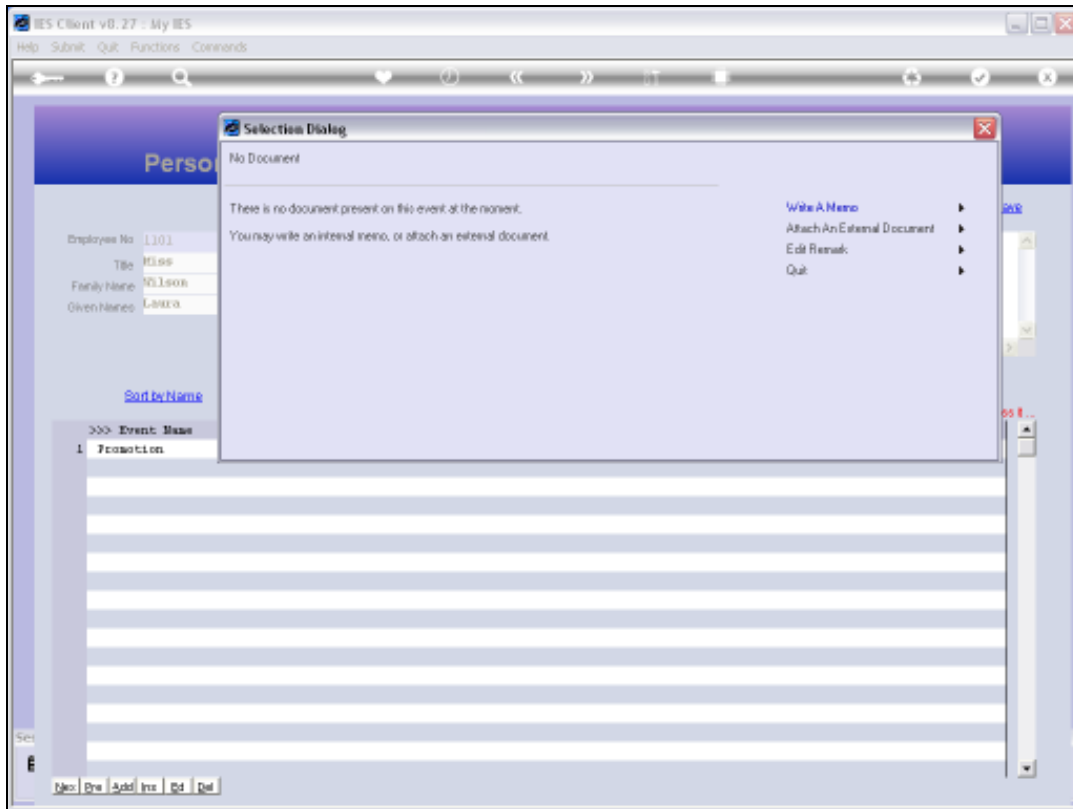 IES Client v0.27 : My IES
Help Submit Quit Functions Commands
Selection Dialog
Person
No Document
There is no document present on this event at the moment.
You may write an internal memo, or attach an external document.
Write A Memo
Attach An External Document
Edit Remark
Quit
Employee No 1101
Title Miss
Family Name Wilson
Given Names Laura
Sort by Name
>>> Event Name
1 Promotion
Nex Pre Add Ins Ed Del